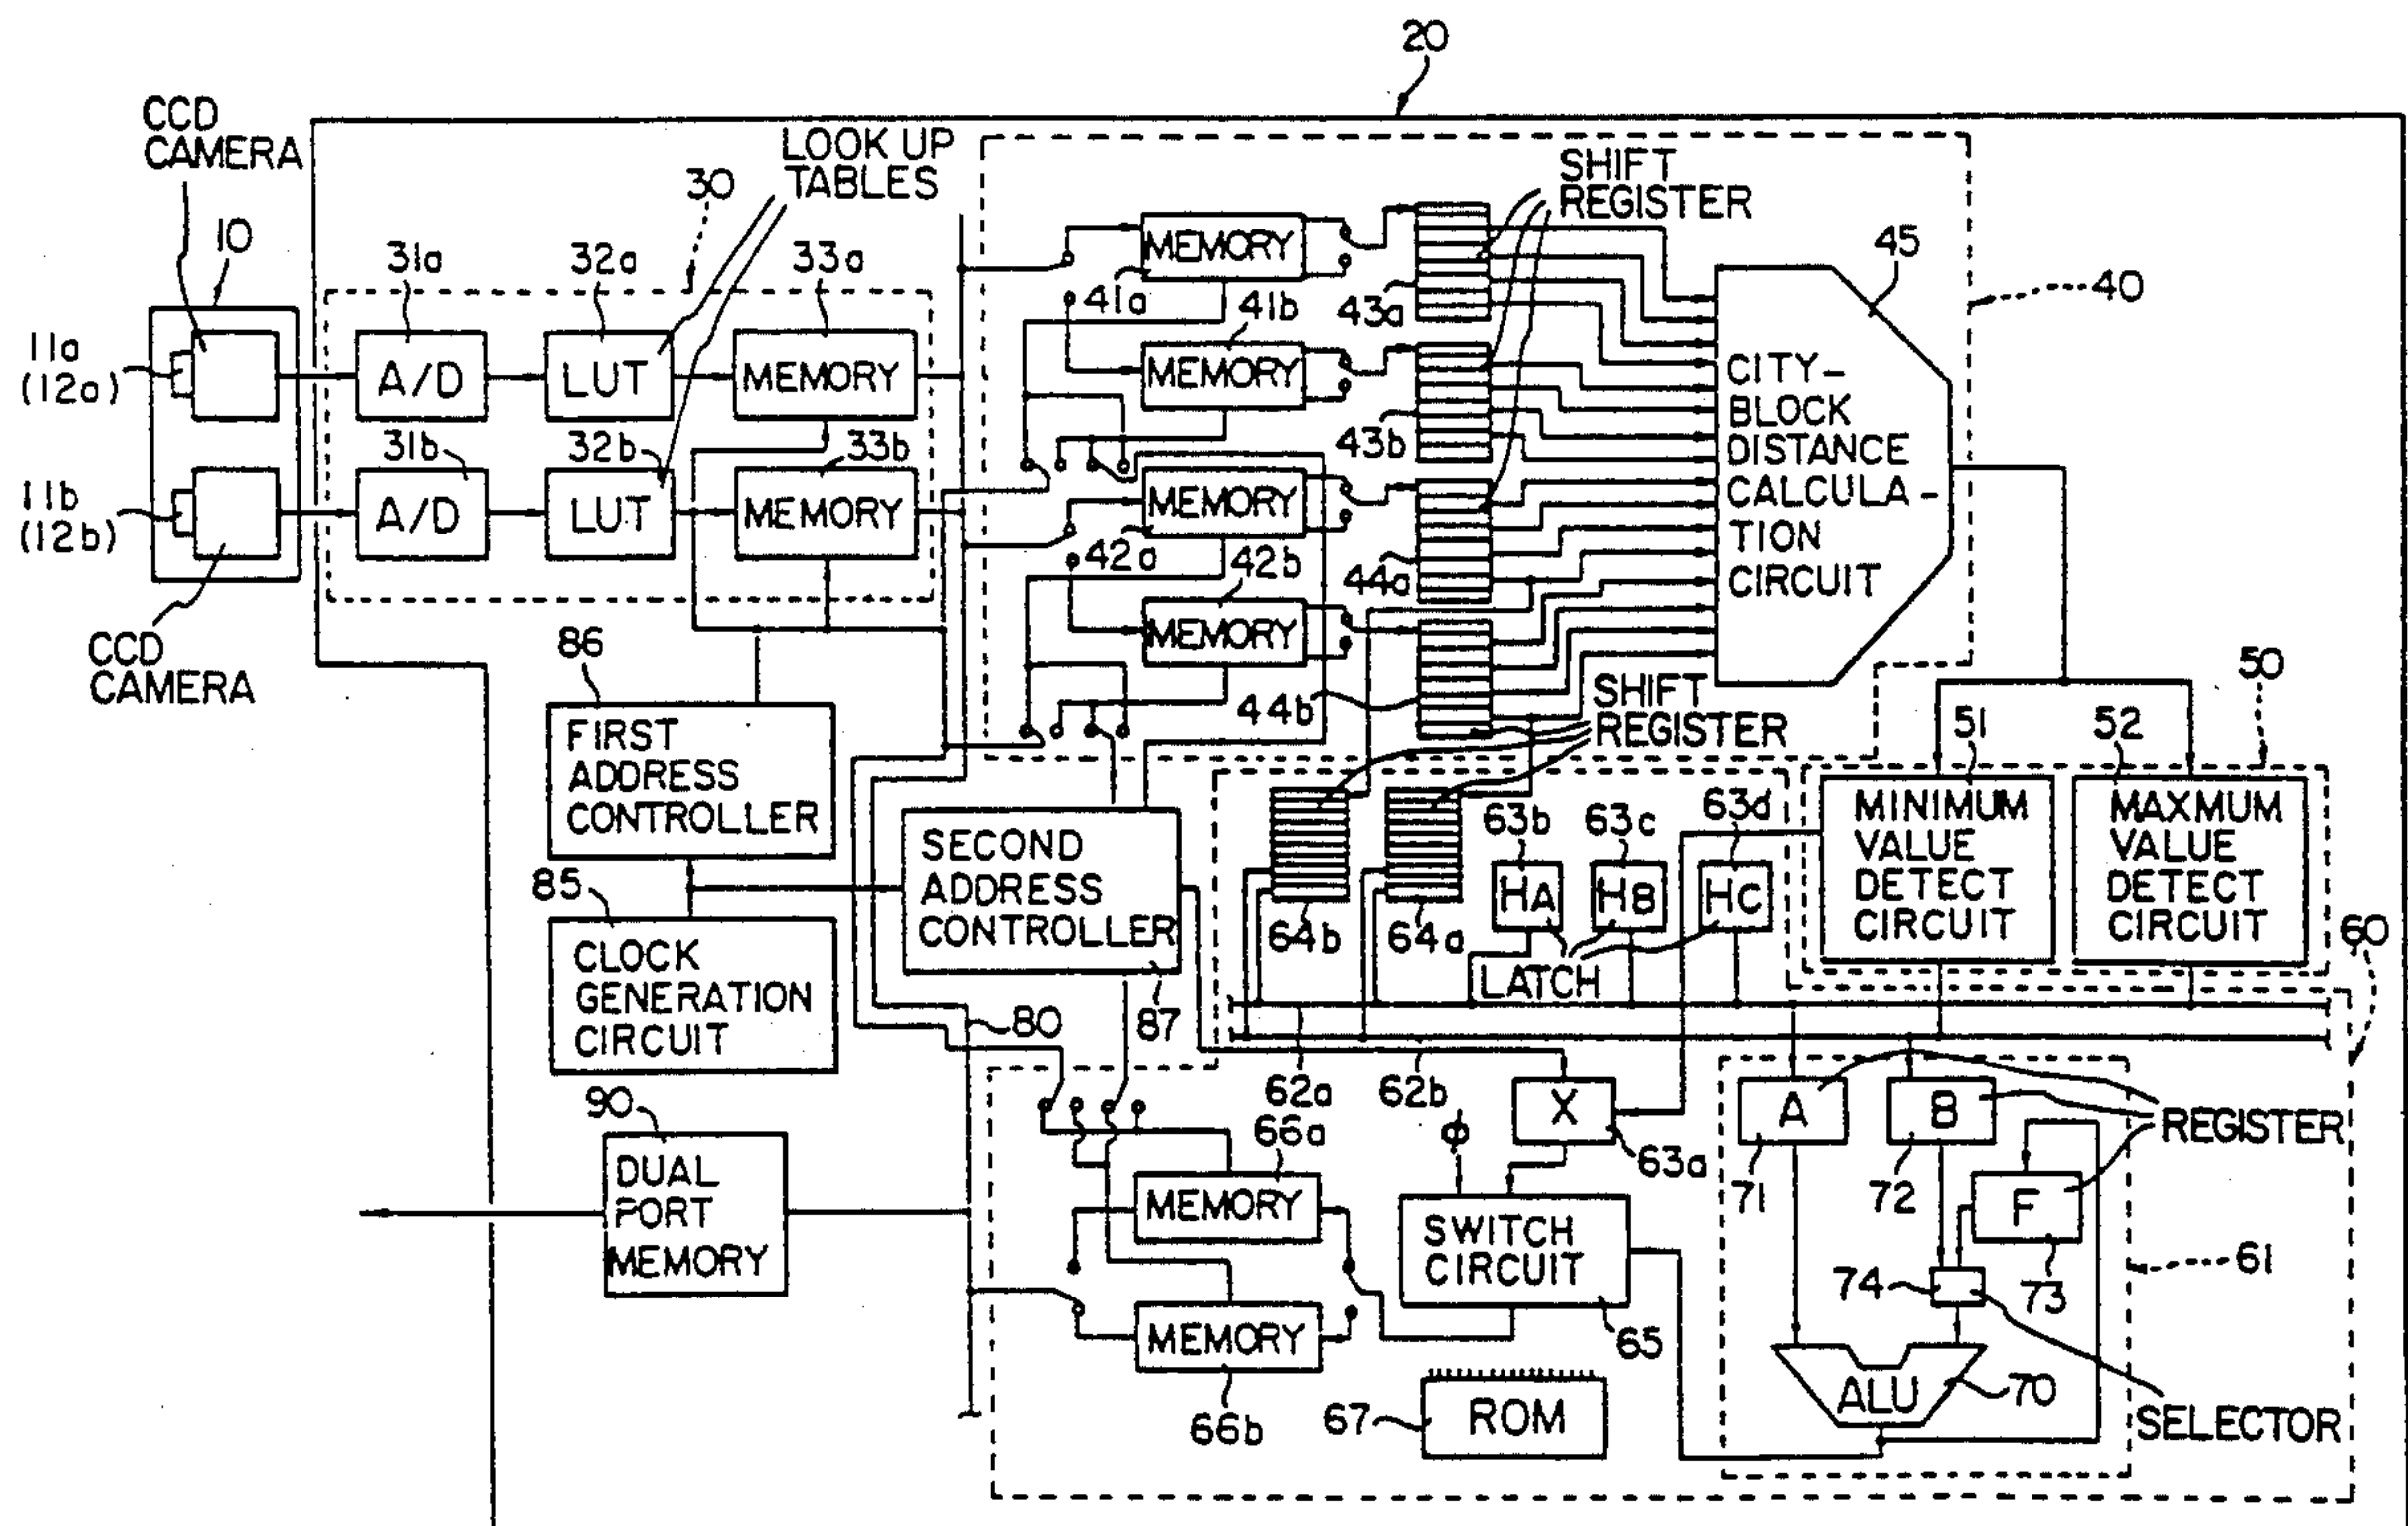 20
CCD
CAMERA
LOOK UP
TABLES
SHIFT
REGISTER
10
30
31a
32a
33a
45
40
11a
(12a)
A/D
LUT
MEMORY
MEMORY
41a
41b
43a
MEMORY
CITY-
BLOCK
DISTANCE
CALCULA-
TION
CIRCUIT
31b
32b
33b
43b
11b
(12b)
A/D
LUT
MEMORY
MEMORY
42a
42b
44a
MEMORY
CCD
CAMERA
86
44b
SHIFT
REGISTER
50
51
52
FIRST
ADDRESS
CONTROLLER
SECOND
ADDRESS
CONTROLLER
63b
63c
63d
MINIMUM
VALUE
DETECT
CIRCUIT
MAXMUM
VALUE
DETECT
CIRCUIT
85
HA
HB
HC
64b
64a
60
CLOCK
GENERATION
CIRCUIT
LATCH
80
87
62a
62b
90
66a
φ
X
63a
A
B
REGISTER
71
72
F
DUAL
PORT
MEMORY
MEMORY
SWITCH
CIRCUIT
61
74
73
MEMORY
65
66b
67
ROM
ALU
70
SELECTOR